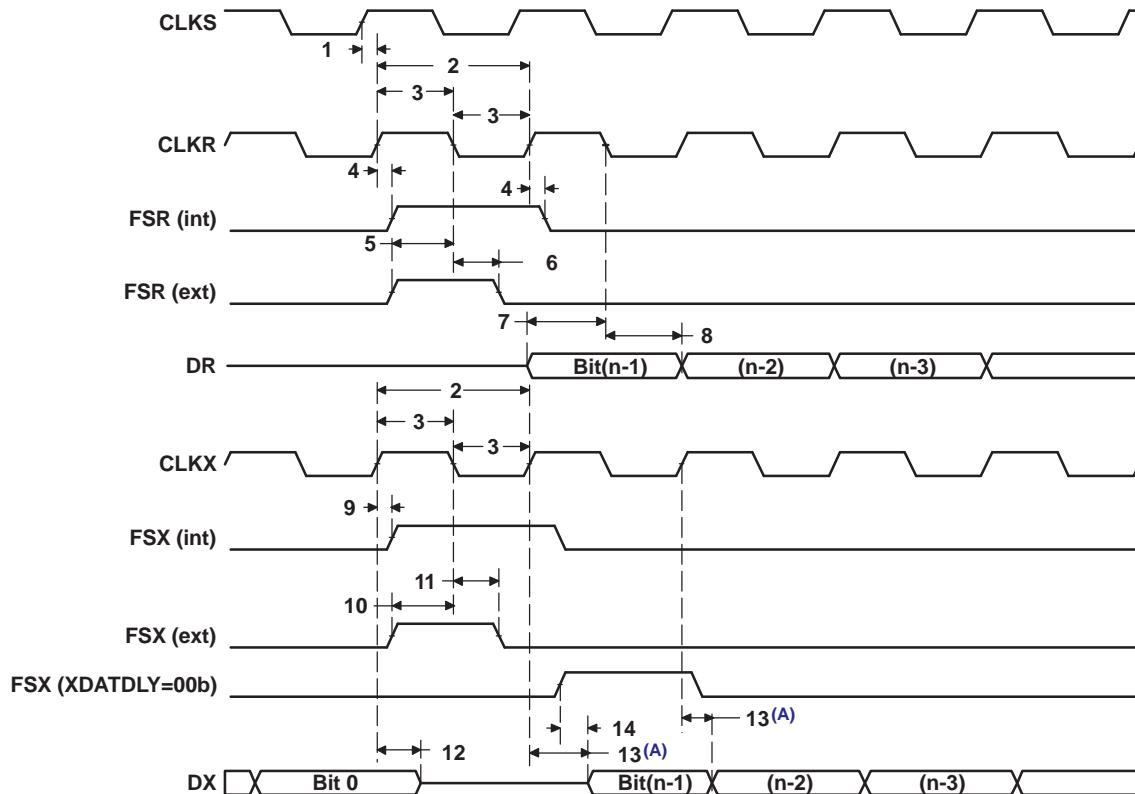 CLKS
1
2
3
3
CLKR
4
4
FSR (int)
5
6
FSR (ext)
7
8
DR Bit(n-1) (n-2) (n-3)
2
3
3
CLKX
9
FSX (int)
11
10
FSX (ext)
FSX (XDATDLY=00b)
13(A)
14
13(A)
12
DX Bit 0 Bit(n-1) (n-2) (n-3)